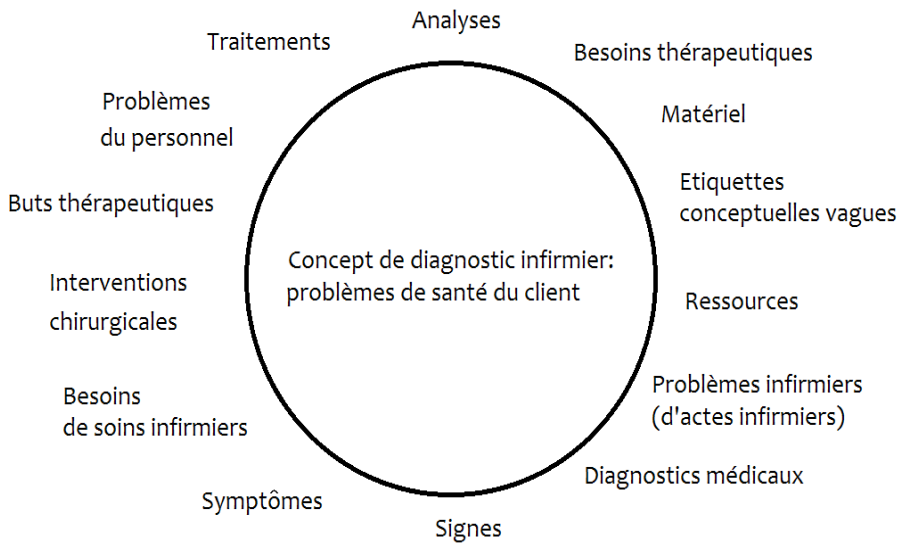 Analyses
Traitements
Besoins thérapeutiques
Problèmes
du personnel
Matériel
Etiquettes
conceptuelles vagues
Buts thérapeutiques
Concept de diagnostic infirmier:
problèmes de santé du client
Interventions
chirurgicales
Ressources
Problèmes infirmiers
(d'actes infirmiers)
Besoins
de soins infirmiers
Diagnostics médicaux
Symptômes
Signes